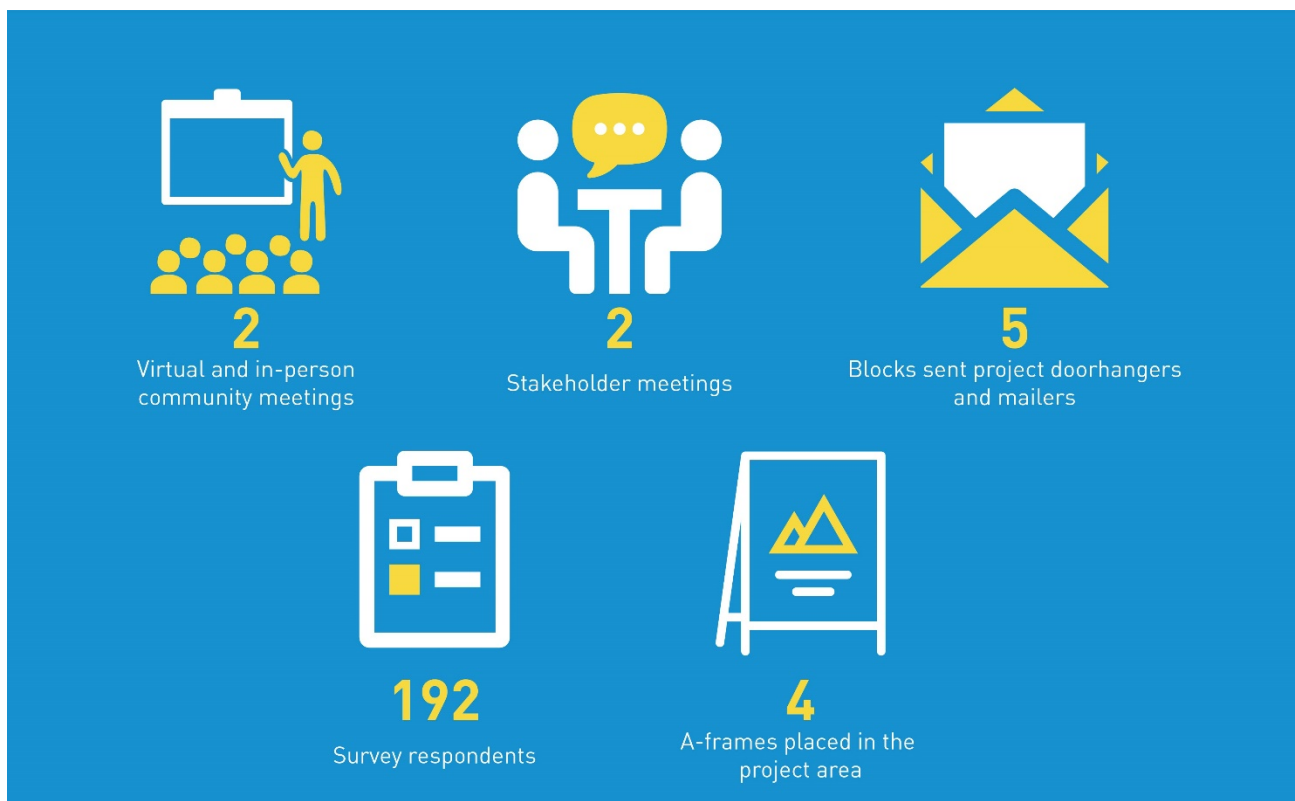 2
Virtual and in-person
community meetings
2
Stakeholder meetings
5
Blocks sent project doorhangers
and mailers
192
Survey respondents
4
A-frames placed in the
project area